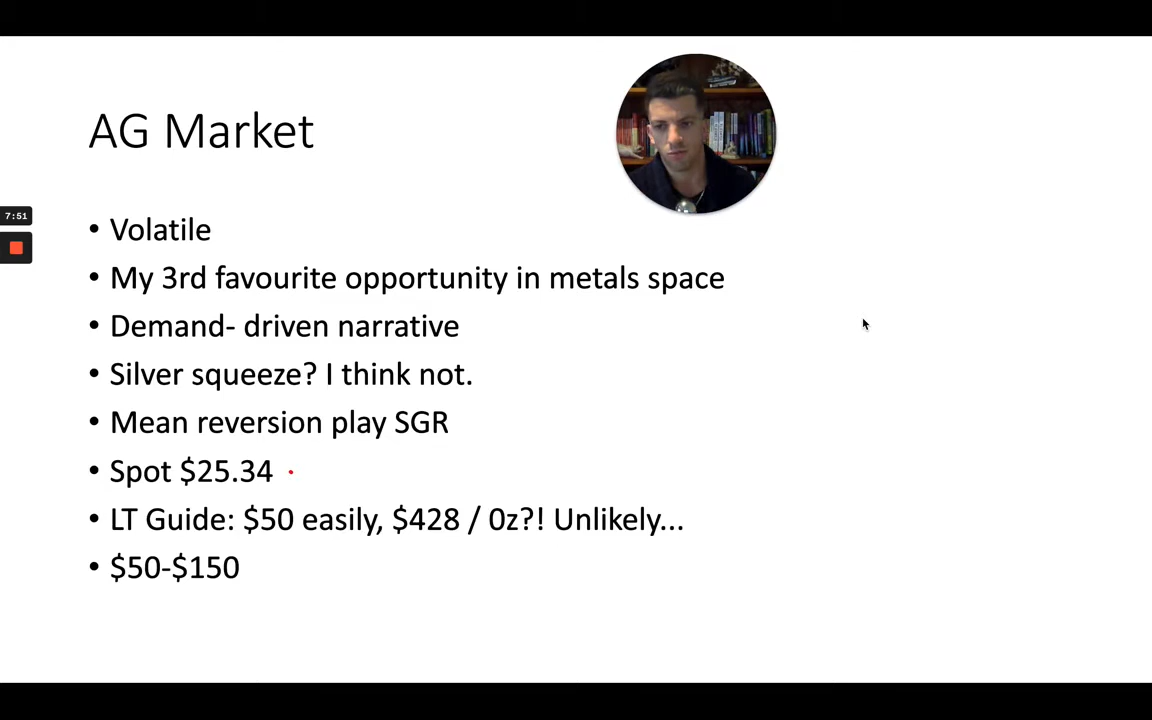 AG Market
7:51
• Volatile
• My 3rd favourite opportunity in metals space
• Demand- driven narrative
• Silver squeeze? I think not.
• Mean reversion play SGR
• Spot $25.34
• LT Guide: $50 easily, $428 / 0z?! Unlikely...
• $50-$150